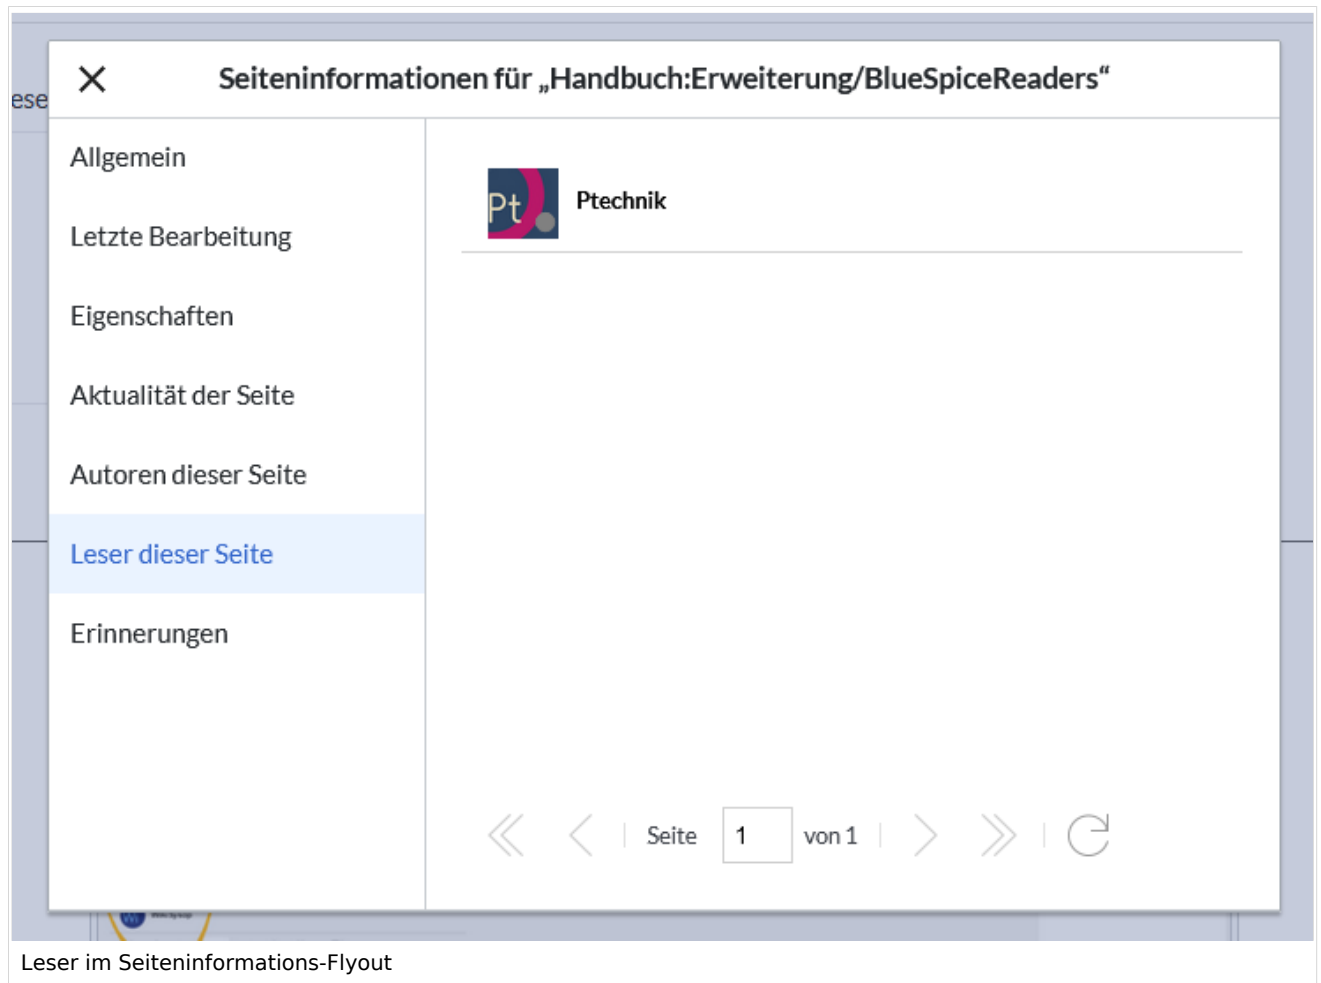 Seiteninformationen für „Handbuch:Erweiterung/BlueSpiceReaders“
ese
Allgemein
Letzte Bearbeitung
Eigenschaften
Aktualität der Seite
Autoren dieser Seite
Leser dieser Seite
Erinnerungen
Pt
Ptechnik
Seite 1 von 1
Leser im Seiteninformations-Flyout